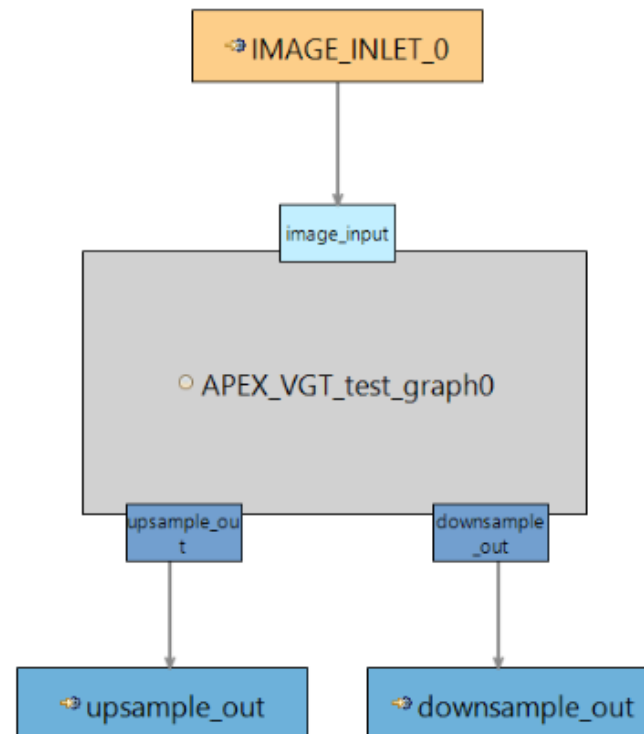 IMAGE_INLET_0
image_input
APEX_VGT_test_graph0
upsample_ou
t
downsample
_out
upsample_out
downsample_out